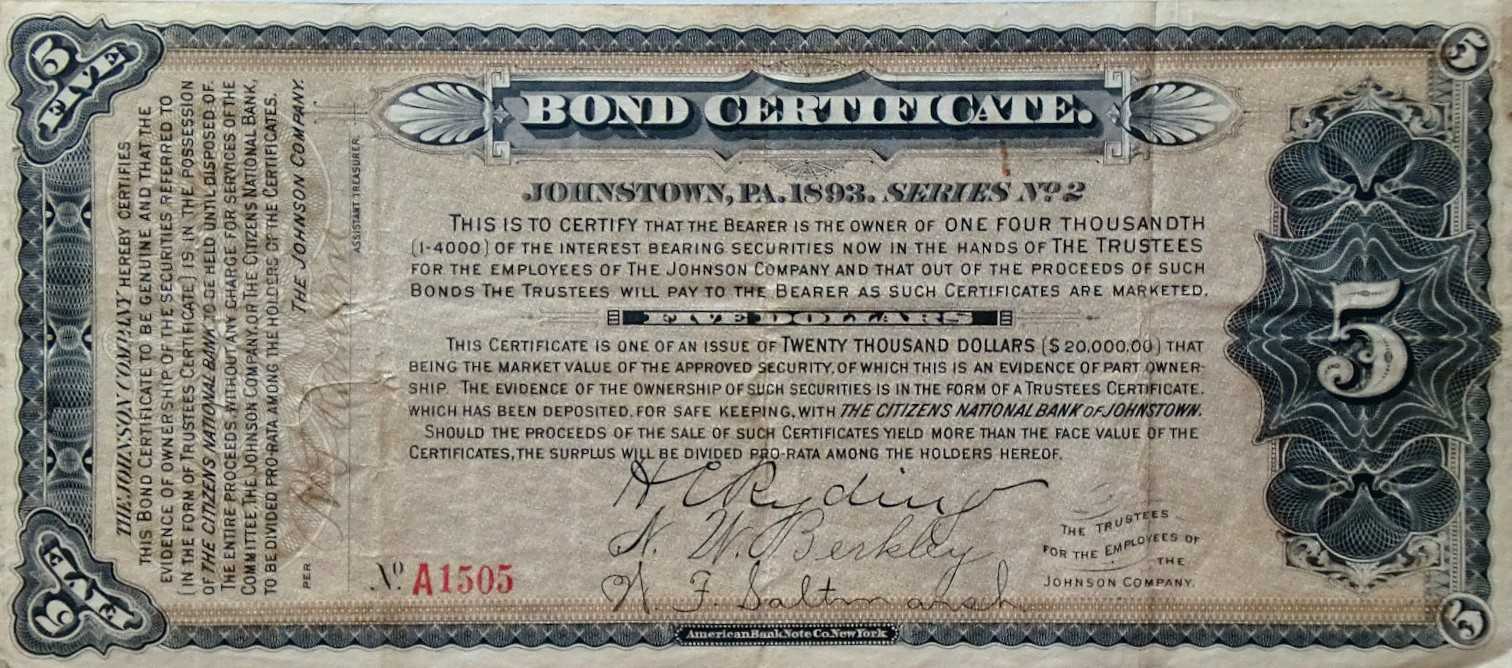 5
FIVE
5
BOND CERTIFICATE.
JOHNSTOWN, PA. 1893. SERIES Nº 2
THIS IS TO CERTIFY THAT THE BEARER IS THE OWNER OF ONE FOUR THOUSANDTH
(1-4000) OF THE INTEREST BEARING SECURITIES NOW IN THE HANDS OF THE TRUSTEES
FOR THE EMPLOYEES OF THE JOHNSON COMPANY AND THAT OUT OF THE PROCEEDS OF SUCH
BONDS THE TRUSTEES WILL PAY TO THE BEARER AS SUCH CERTIFICATES ARE MARKETED.
FIVE DOLLARS
THIS CERTIFICATE IS ONE OF AN ISSUE OF TWENTY THOUSAND DOLLARS ($20,000.00) THAT
BEING THE MARKET VALUE OF THE APPROVED SECURITY, OF WHICH THIS IS AN EVIDENCE OF PART OWNER-
SHIP. THE EVIDENCE OF THE OWNERSHIP OF SUCH SECURITIES IS IN THE FORM OF A TRUSTEES CERTIFICATE.
WHICH HAS BEEN DEPOSITED, FOR SAFE KEEPING, WITH THE CITIZENS NATIONAL BANK OF JOHNSTOWN.
SHOULD THE PROCEEDS OF THE SALE OF SUCH CERTIFICATES YIELD MORE THAN THE FACE VALUE OF THE
CERTIFICATES, THE SURPLUS WILL BE DIVIDED PRO-RATA AMONG THE HOLDERS HEREOF.
H C Ryding
N. W. Berkley
W. F. Saltmarsh
THE TRUSTEES
FOR THE EMPLOYEES OF
THE
JOHNSON COMPANY.
Nº A1505
5
THE JOHNSON COMPANY HEREBY CERTIFIES
THIS BOND CERTIFICATE TO BE GENUINE AND THAT THE
EVIDENCE OF OWNERSHIP OF THE SECURITIES REFERRED TO
(IN THE FORM OF TRUSTEES CERTIFICATE) IS IN THE POSSESSION
OF THE CITIZENS NATIONAL BANK TO BE HELD UNTIL DISPOSED OF.
THE ENTIRE PROCEEDS, WITHOUT ANY CHARGE FOR SERVICES OF THE
COMMITTEE, THE JOHNSON COMPANY, OR THE CITIZENS NATIONAL BANK,
TO BE DIVIDED PRO-RATA AMONG THE HOLDERS OF THE CERTIFICATES.
THE JOHNSON COMPANY.
PER
ASSISTANT TREASURER.
5
FIVE
5
American Bank Note Co. New York